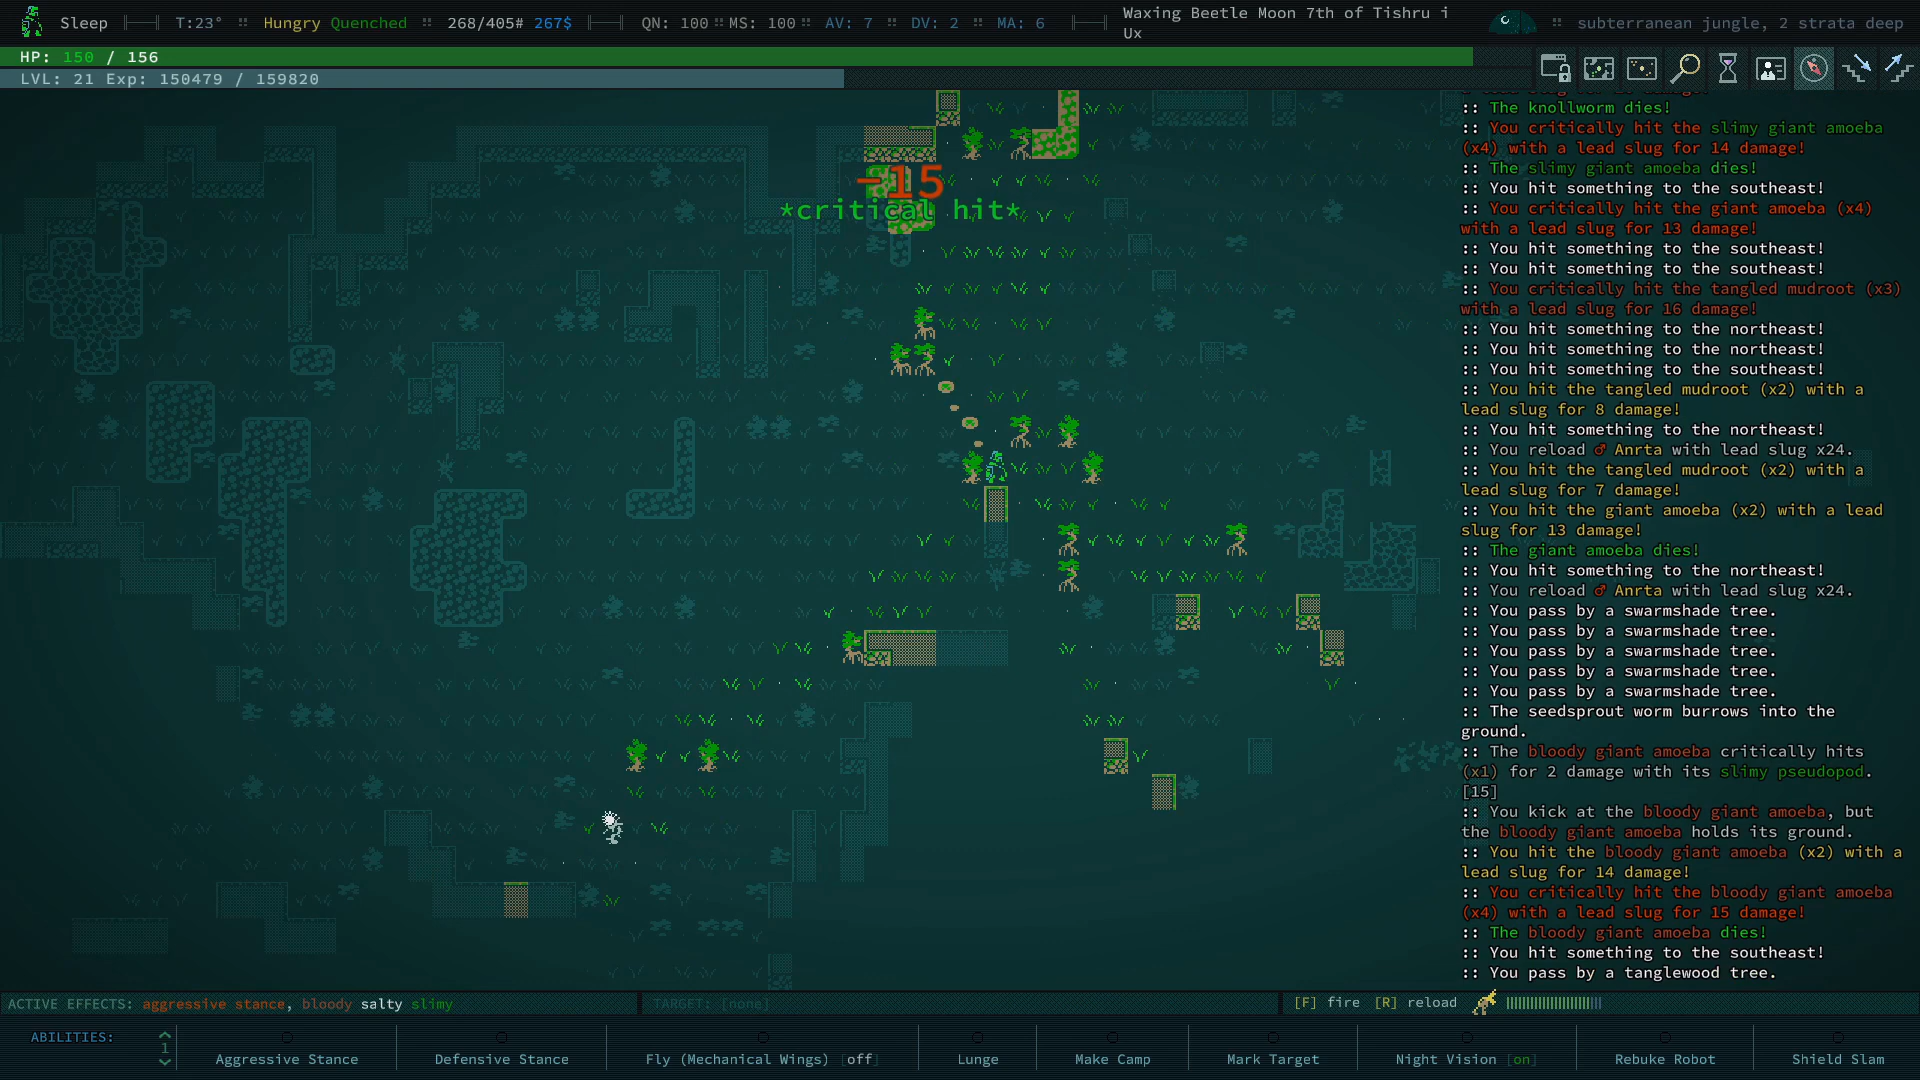 Sleep T:23° Hungry Quenched 268/405# 267$ QN: 100 MS: 100 AV: 7 DV: 2 MA: 6 Waxing Beetle Moon 7th of Tishru i
Ux
subterranean jungle, 2 strata deep
HP: 150 / 156
LVL: 21 Exp: 150479 / 159820
-15
*critical hit*
:: The knollworm dies!
:: You critically hit the slimy giant amoeba
(x4) with a lead slug for 14 damage!
:: The slimy giant amoeba dies!
:: You hit something to the southeast!
:: You critically hit the giant amoeba (x4)
with a lead slug for 13 damage!
:: You hit something to the southeast!
:: You hit something to the southeast!
:: You critically hit the tangled mudroot (x3)
with a lead slug for 16 damage!
:: You hit something to the northeast!
:: You hit something to the northeast!
:: You hit something to the southeast!
:: You hit the tangled mudroot (x2) with a
lead slug for 8 damage!
:: You hit something to the northeast!
:: You reload ♂ Anrta with lead slug x24.
:: You hit the tangled mudroot (x2) with a
lead slug for 7 damage!
:: You hit the giant amoeba (x2) with a lead
slug for 13 damage!
:: The giant amoeba dies!
:: You hit something to the northeast!
:: You reload ♂ Anrta with lead slug x24.
:: You pass by a swarmshade tree.
:: You pass by a swarmshade tree.
:: You pass by a swarmshade tree.
:: You pass by a swarmshade tree.
:: You pass by a swarmshade tree.
:: The seedsprout worm burrows into the
ground.
:: The bloody giant amoeba critically hits
(x1) for 2 damage with its slimy pseudopod.
[15]
:: You kick at the bloody giant amoeba, but
the bloody giant amoeba holds its ground.
:: You hit the bloody giant amoeba (x2) with a
lead slug for 14 damage!
:: You critically hit the bloody giant amoeba
(x4) with a lead slug for 15 damage!
:: The bloody giant amoeba dies!
:: You hit something to the southeast!
:: You pass by a tanglewood tree.
ACTIVE EFFECTS: aggressive stance, bloody salty slimy
TARGET: [none]
[F] fire [R] reload
ABILITIES:
1
Aggressive Stance
Defensive Stance
Fly (Mechanical Wings) [off]
Lunge
Make Camp
Mark Target
Night Vision [on]
Rebuke Robot
Shield Slam